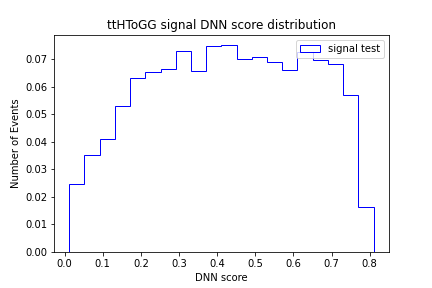 ttHToGG signal DNN score distribution
signal test
Number of Events
0.07
0.06
0.05
0.04
0.03
0.02
0.01
0.00
0.0 0.1 0.2 0.3 0.4 0.5 0.6 0.7 0.8
DNN score